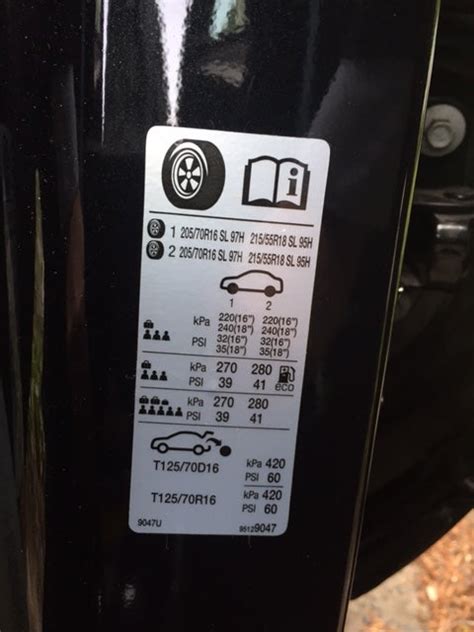 1 205/70R16 SL 97H 215/55R18 SL 95H
2 205/70R16 SL 97H 215/55R18 SL 95H
1 2
kPa 220(16") 220(16")
240(18") 240(18")
PSI 32(16") 32(16")
35(18") 35(18")
kPa 270 280
PSI 39 41 eco
kPa 270 280
PSI 39 41
T125/70D16 kPa 420
PSI 60
T125/70R16 kPa 420
PSI 60
9047U 95129047